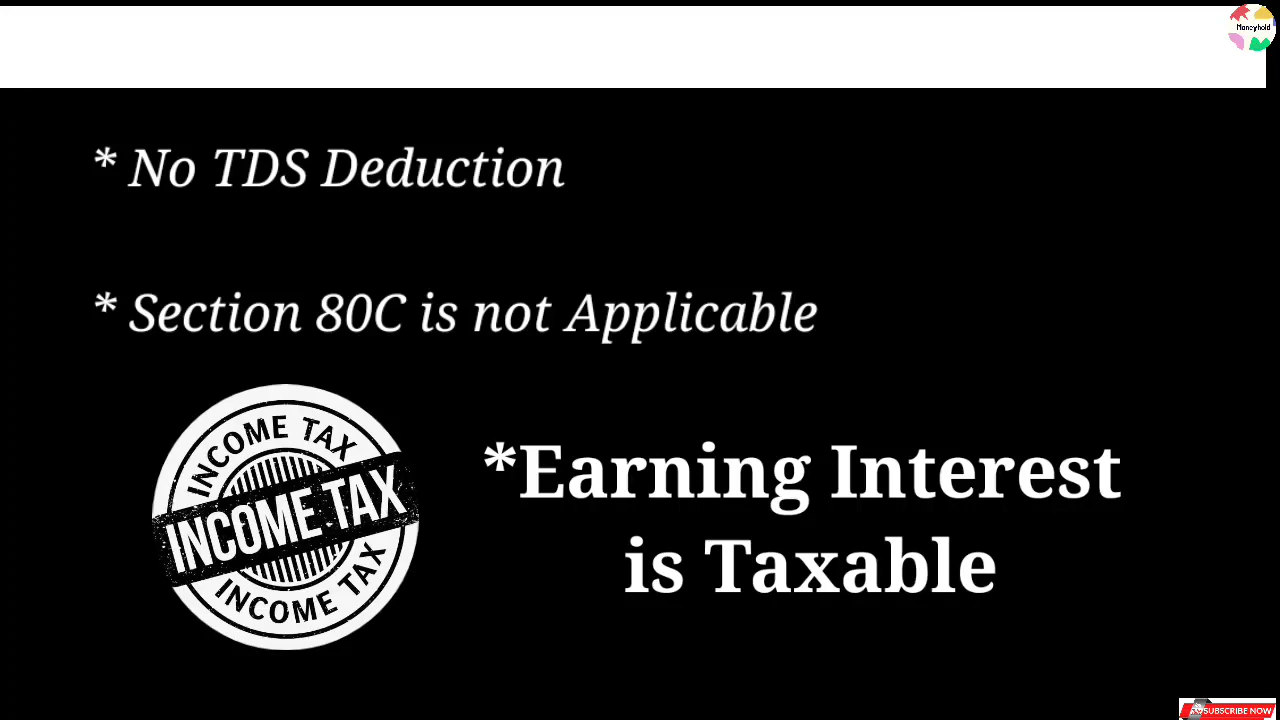 Moneyhold
* No TDS Deduction
* Section 80C is not Applicable
INCOME TAX
INCOME TAX
INCOME TAX
*Earning Interest
is Taxable
SUBSCRIBE NOW